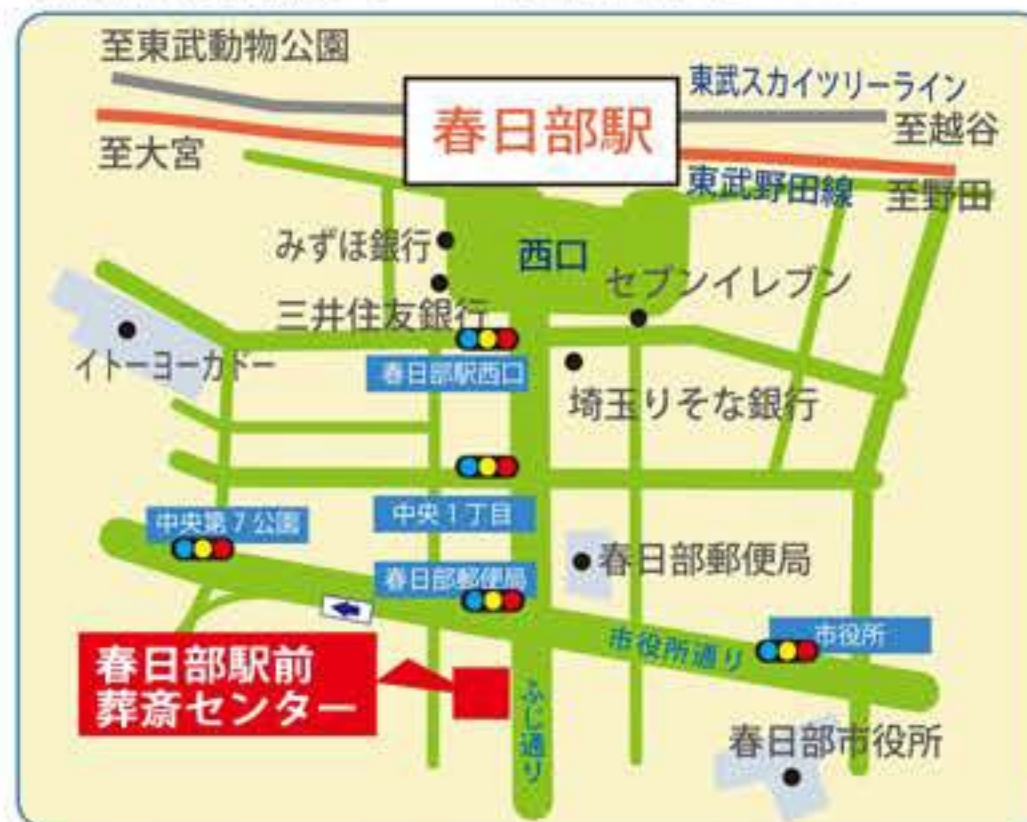 至東武動物公園
東武スカイツリーライン
春日部駅
至越谷
至大宮
東武野田線
至野田
みずほ銀行
西口
セブンイレブン
三井住友銀行
イトーヨーカドー
春日部駅西口
埼玉りそな銀行
中央第7公園
中央1丁目
春日部郵便局
春日部郵便局
市役所通り
市役所
春日部駅前
葬斎センター
ふじ通り
春日部市役所